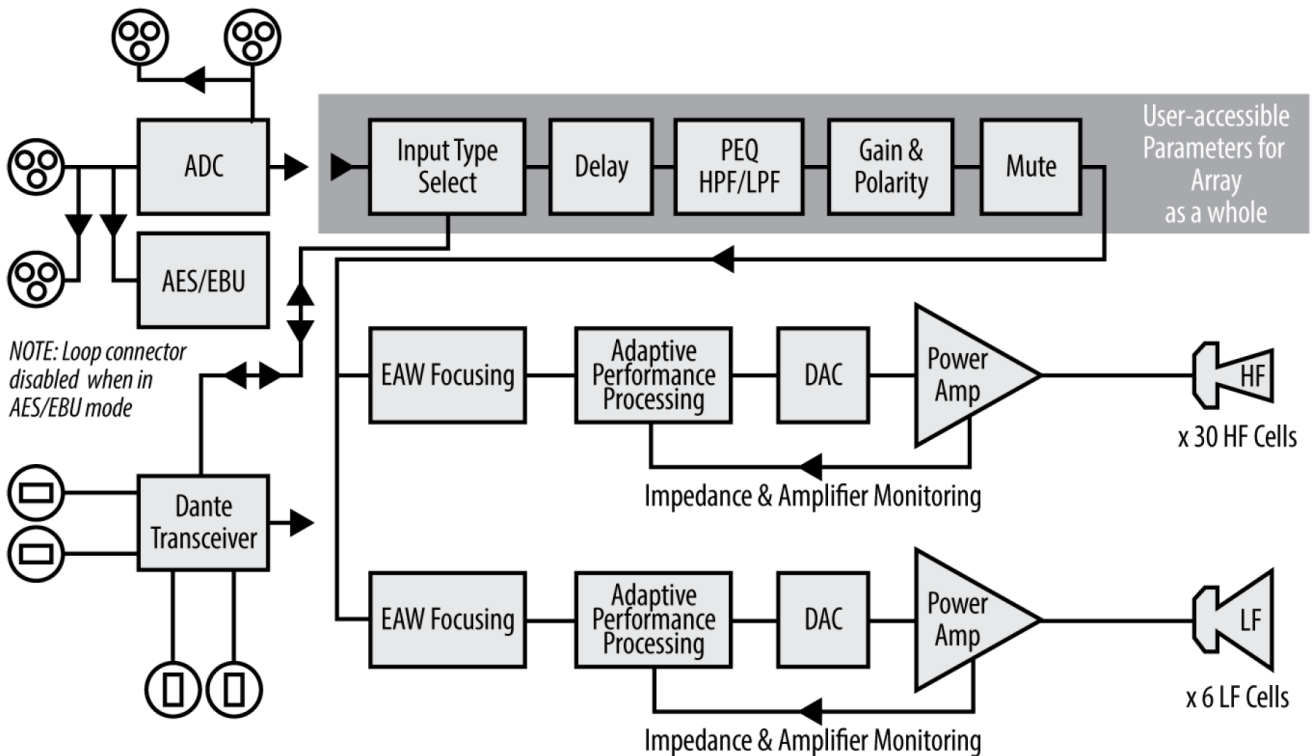 ADC
Input Type
Select
Delay
PEQ
HPF/LPF
Gain &
Polarity
Mute
User-accessible
Parameters for
Array
as a whole
AES/EBU
NOTE: Loop connector
disabled when in
AES/EBU mode
EAW Focusing
Adaptive
Performance
Processing
DAC
Power
Amp
HF
x 30 HF Cells
Impedance & Amplifier Monitoring
Dante
Transceiver
EAW Focusing
Adaptive
Performance
Processing
DAC
Power
Amp
LF
x 6 LF Cells
Impedance & Amplifier Monitoring